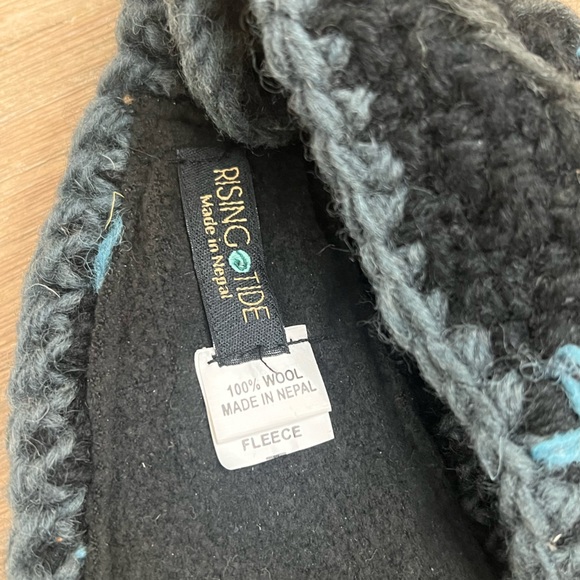 RISING TIDE
Made in Nepal
100% WOOL
MADE IN NEPAL
FLEECE